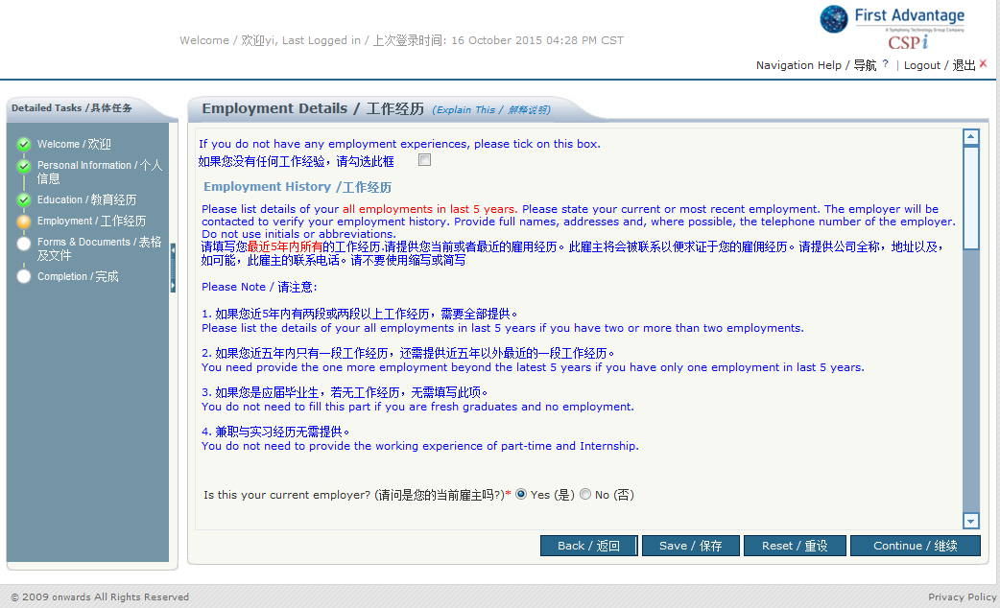 First Advantage
A Symphony Technology Group Company
CSPi
Welcome / 欢迎yi, Last Logged in / 上次登录时间: 16 October 2015 04:28 PM CST
Navigation Help / 导航 ? | Logout / 退出 X
Detailed Tasks /具体任务
Welcome / 欢迎
Personal Information / 个人
信息
Education / 教育经历
Employment / 工作经历
Forms & Documents / 表格
及文件
Completion / 完成
Employment Details / 工作经历 (Explain This / 解释说明)
If you do not have any employment experiences, please tick on this box.
如果您没有任何工作经验，请勾选此框
Employment History /工作经历
Please list details of your all employments in last 5 years. Please state your current or most recent employment. The employer will be
contacted to verify your employment history. Provide full names, addresses and, where possible, the telephone number of the employer.
Do not use initials or abbreviations.
请填写您最近5年内所有的工作经历.请提供您当前或者最近的雇用经历。此雇主将会被联系以便求证于您的雇佣经历。请提供公司全称，地址以及，
如可能，此雇主的联系电话。请不要使用缩写或简写
Please Note / 请注意:
1. 如果您近5年内有两段或两段以上工作经历，需要全部提供。
Please list the details of your all employments in last 5 years if you have two or more than two employments.
2. 如果您近五年内只有一段工作经历，还需提供近五年以外最近的一段工作经历。
You need provide the one more employment beyond the latest 5 years if you have only one employment in last 5 years.
3. 如果您是应届毕业生，若无工作经历，无需填写此项。
You do not need to fill this part if you are fresh graduates and no employment.
4. 兼职与实习经历无需提供。
You do not need to provide the working experience of part-time and Internship.
Is this your current employer? (请问是您的当前雇主吗?)* Yes (是) No (否)
Back / 返回 Save / 保存 Reset / 重设 Continue / 继续
© 2009 onwards All Rights Reserved
Privacy Policy